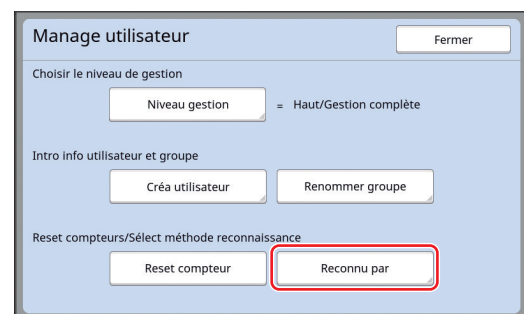 Manage utilisateur
Fermer
Choisir le niveau de gestion
Niveau gestion = Haut/Gestion complète
Intro info utilisateur et groupe
Créa utilisateur Renommer groupe
Reset compteurs/Sélect méthode reconnaissance
Reset compteur Reconnu par